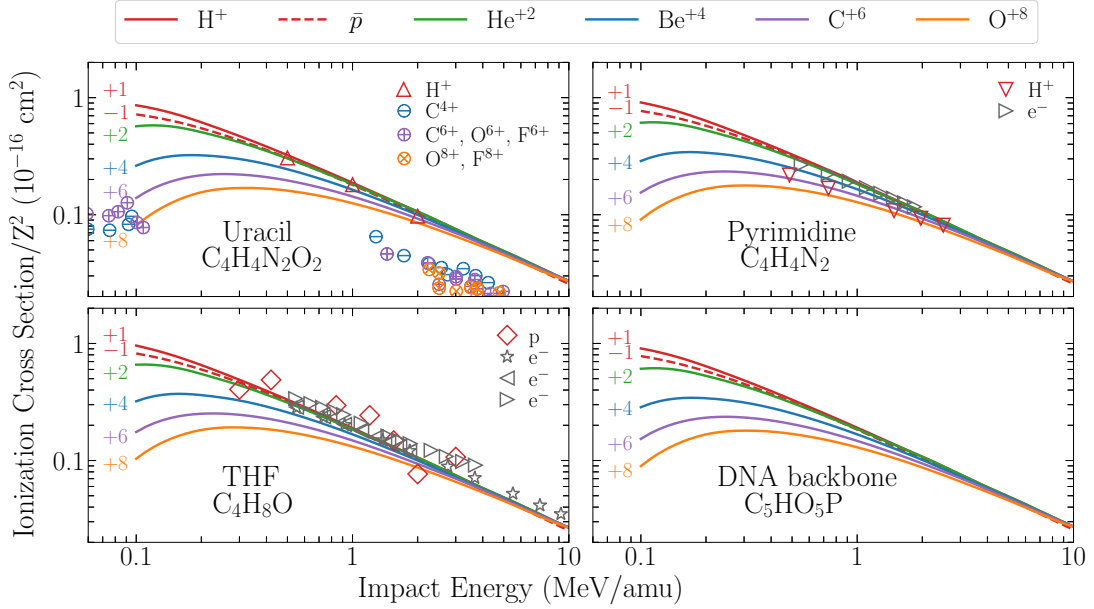 H⁺ p̄ He⁺² Be⁺⁴ C⁺⁶ O⁺⁸
Ionization Cross Section/Z² (10⁻¹⁶ cm²)
1
0.1
+1
−1
+2
+4
+6
+8
H⁺
C⁴⁺
C⁶⁺, O⁶⁺, F⁶⁺
O⁸⁺, F⁸⁺
Uracil
C₄H₄N₂O₂
+1
−1
+2
+4
+6
+8
H⁺
e⁻
Pyrimidine
C₄H₄N₂
1
0.1
+1
−1
+2
+4
+6
+8
p
e⁻
e⁻
e⁻
THF
C₄H₈O
+1
−1
+2
+4
+6
+8
DNA backbone
C₅HO₅P
0.1 1 10 0.1 1 10
Impact Energy (MeV/amu)